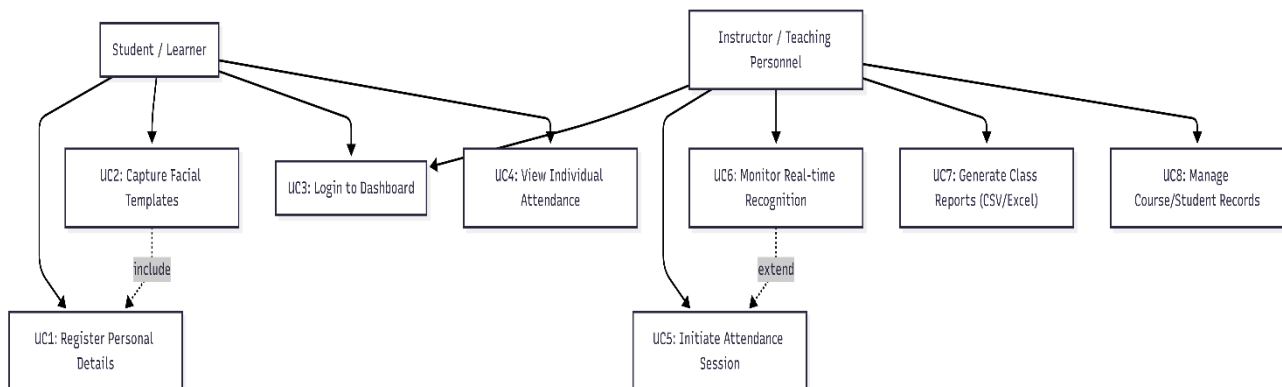 Student / Learner
Instructor / Teaching
Personnel
UC2: Capture Facial
Templates
UC3: Login to Dashboard
UC4: View Individual
Attendance
UC6: Monitor Real-time
Recognition
UC7: Generate Class
Reports (CSV/Excel)
UC8: Manage
Course/Student Records
include
extend
UC1: Register Personal
Details
UC5: Initiate Attendance
Session